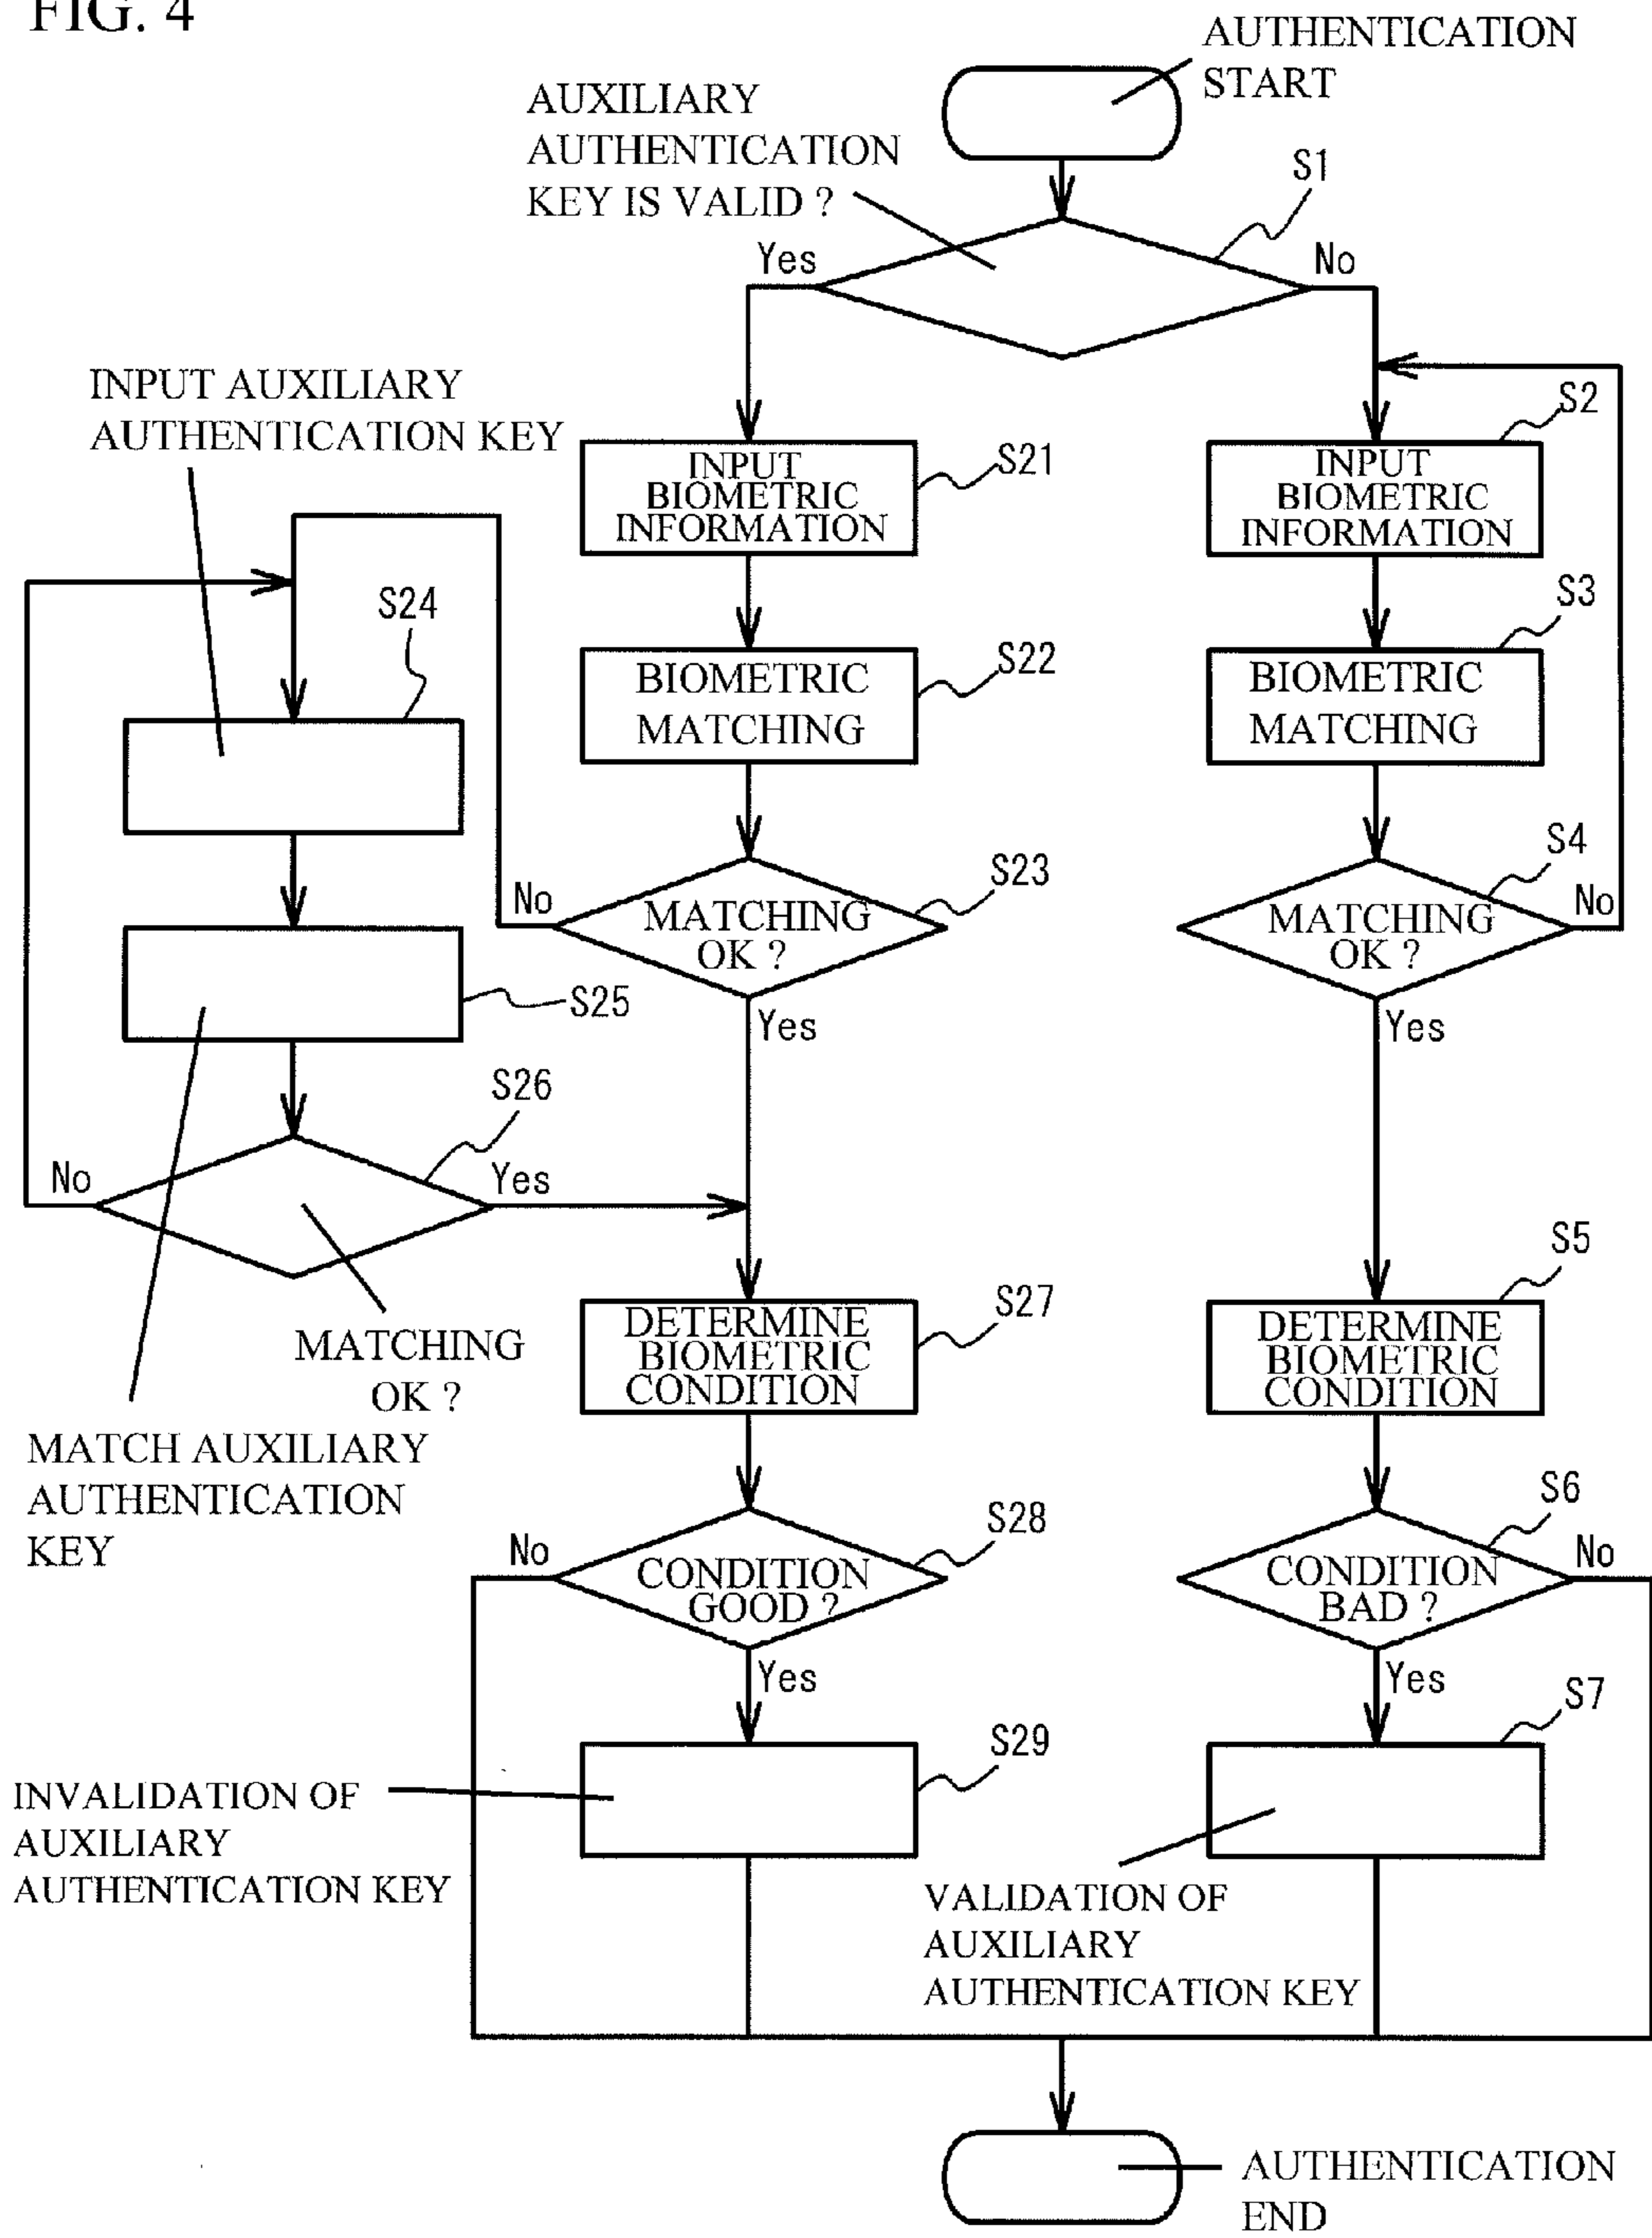 FIG. 4
AUTHENTICATION
START
AUXILIARY
AUTHENTICATION
KEY IS VALID ?
S1
Yes
No
INPUT AUXILIARY
AUTHENTICATION KEY
S2
INPUT
BIOMETRIC
INFORMATION
S21
INPUT
BIOMETRIC
INFORMATION
S24
S3
BIOMETRIC
MATCHING
S22
BIOMETRIC
MATCHING
S4
No
MATCHING
OK ?
S23
MATCHING
OK ?
No
S25
Yes
Yes
S26
No
Yes
MATCHING
OK ?
S27
DETERMINE
BIOMETRIC
CONDITION
S5
DETERMINE
BIOMETRIC
CONDITION
MATCH AUXILIARY
AUTHENTICATION
KEY
No
CONDITION
GOOD ?
S28
S6
CONDITION
BAD ?
No
Yes
Yes
S29
S7
INVALIDATION OF
AUXILIARY
AUTHENTICATION KEY
VALIDATION OF
AUXILIARY
AUTHENTICATION KEY
AUTHENTICATION
END